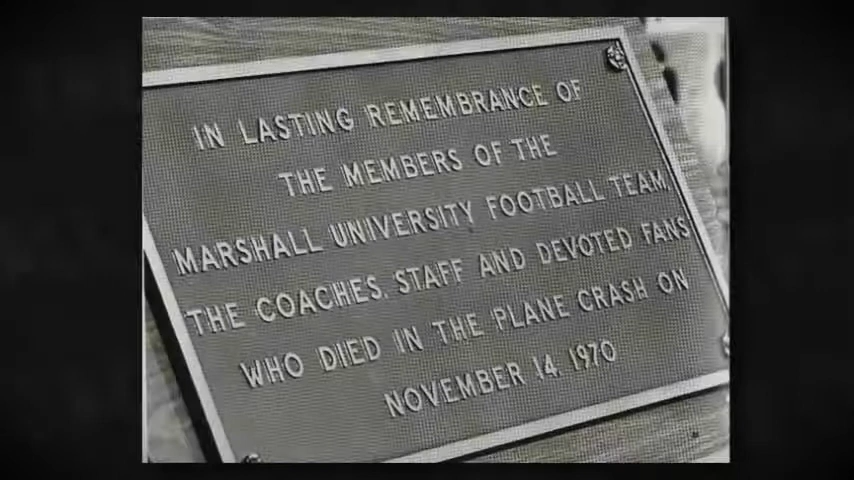 IN LASTING REMEMBRANCE OF
THE MEMBERS OF THE
MARSHALL UNIVERSITY FOOTBALL TEAM,
THE COACHES, STAFF AND DEVOTED FANS
WHO DIED IN THE PLANE CRASH ON
NOVEMBER 14, 1970